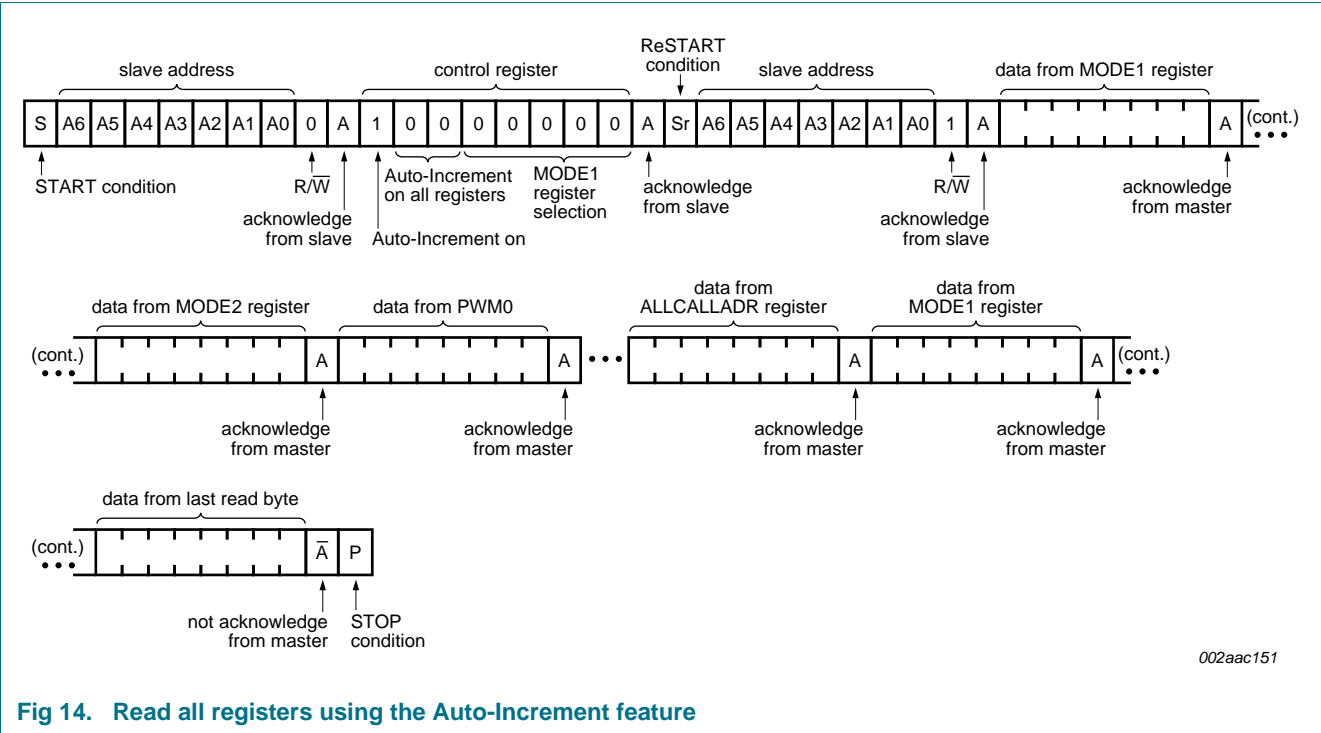 ReSTART
condition
slave address
control register
slave address
data from MODE1 register
S A6 A5 A4 A3 A2 A1 A0 0 A 1 0 0 0 0 0 0 0 A Sr A6 A5 A4 A3 A2 A1 A0 1 A A (cont.)
START condition
R/W̅
acknowledge
from slave
Auto-Increment on
Auto-Increment
on all registers
MODE1
register
selection
acknowledge
from slave
R/W̅
acknowledge
from slave
acknowledge
from master
data from MODE2 register
data from PWM0
data from
ALLCALLADR register
data from
MODE1 register
(cont.) A A A A (cont.)
acknowledge
from master
acknowledge
from master
acknowledge
from master
acknowledge
from master
data from last read byte
(cont.) A̅ P
not acknowledge
from master
STOP
condition
002aac151
Fig 14. Read all registers using the Auto-Increment feature